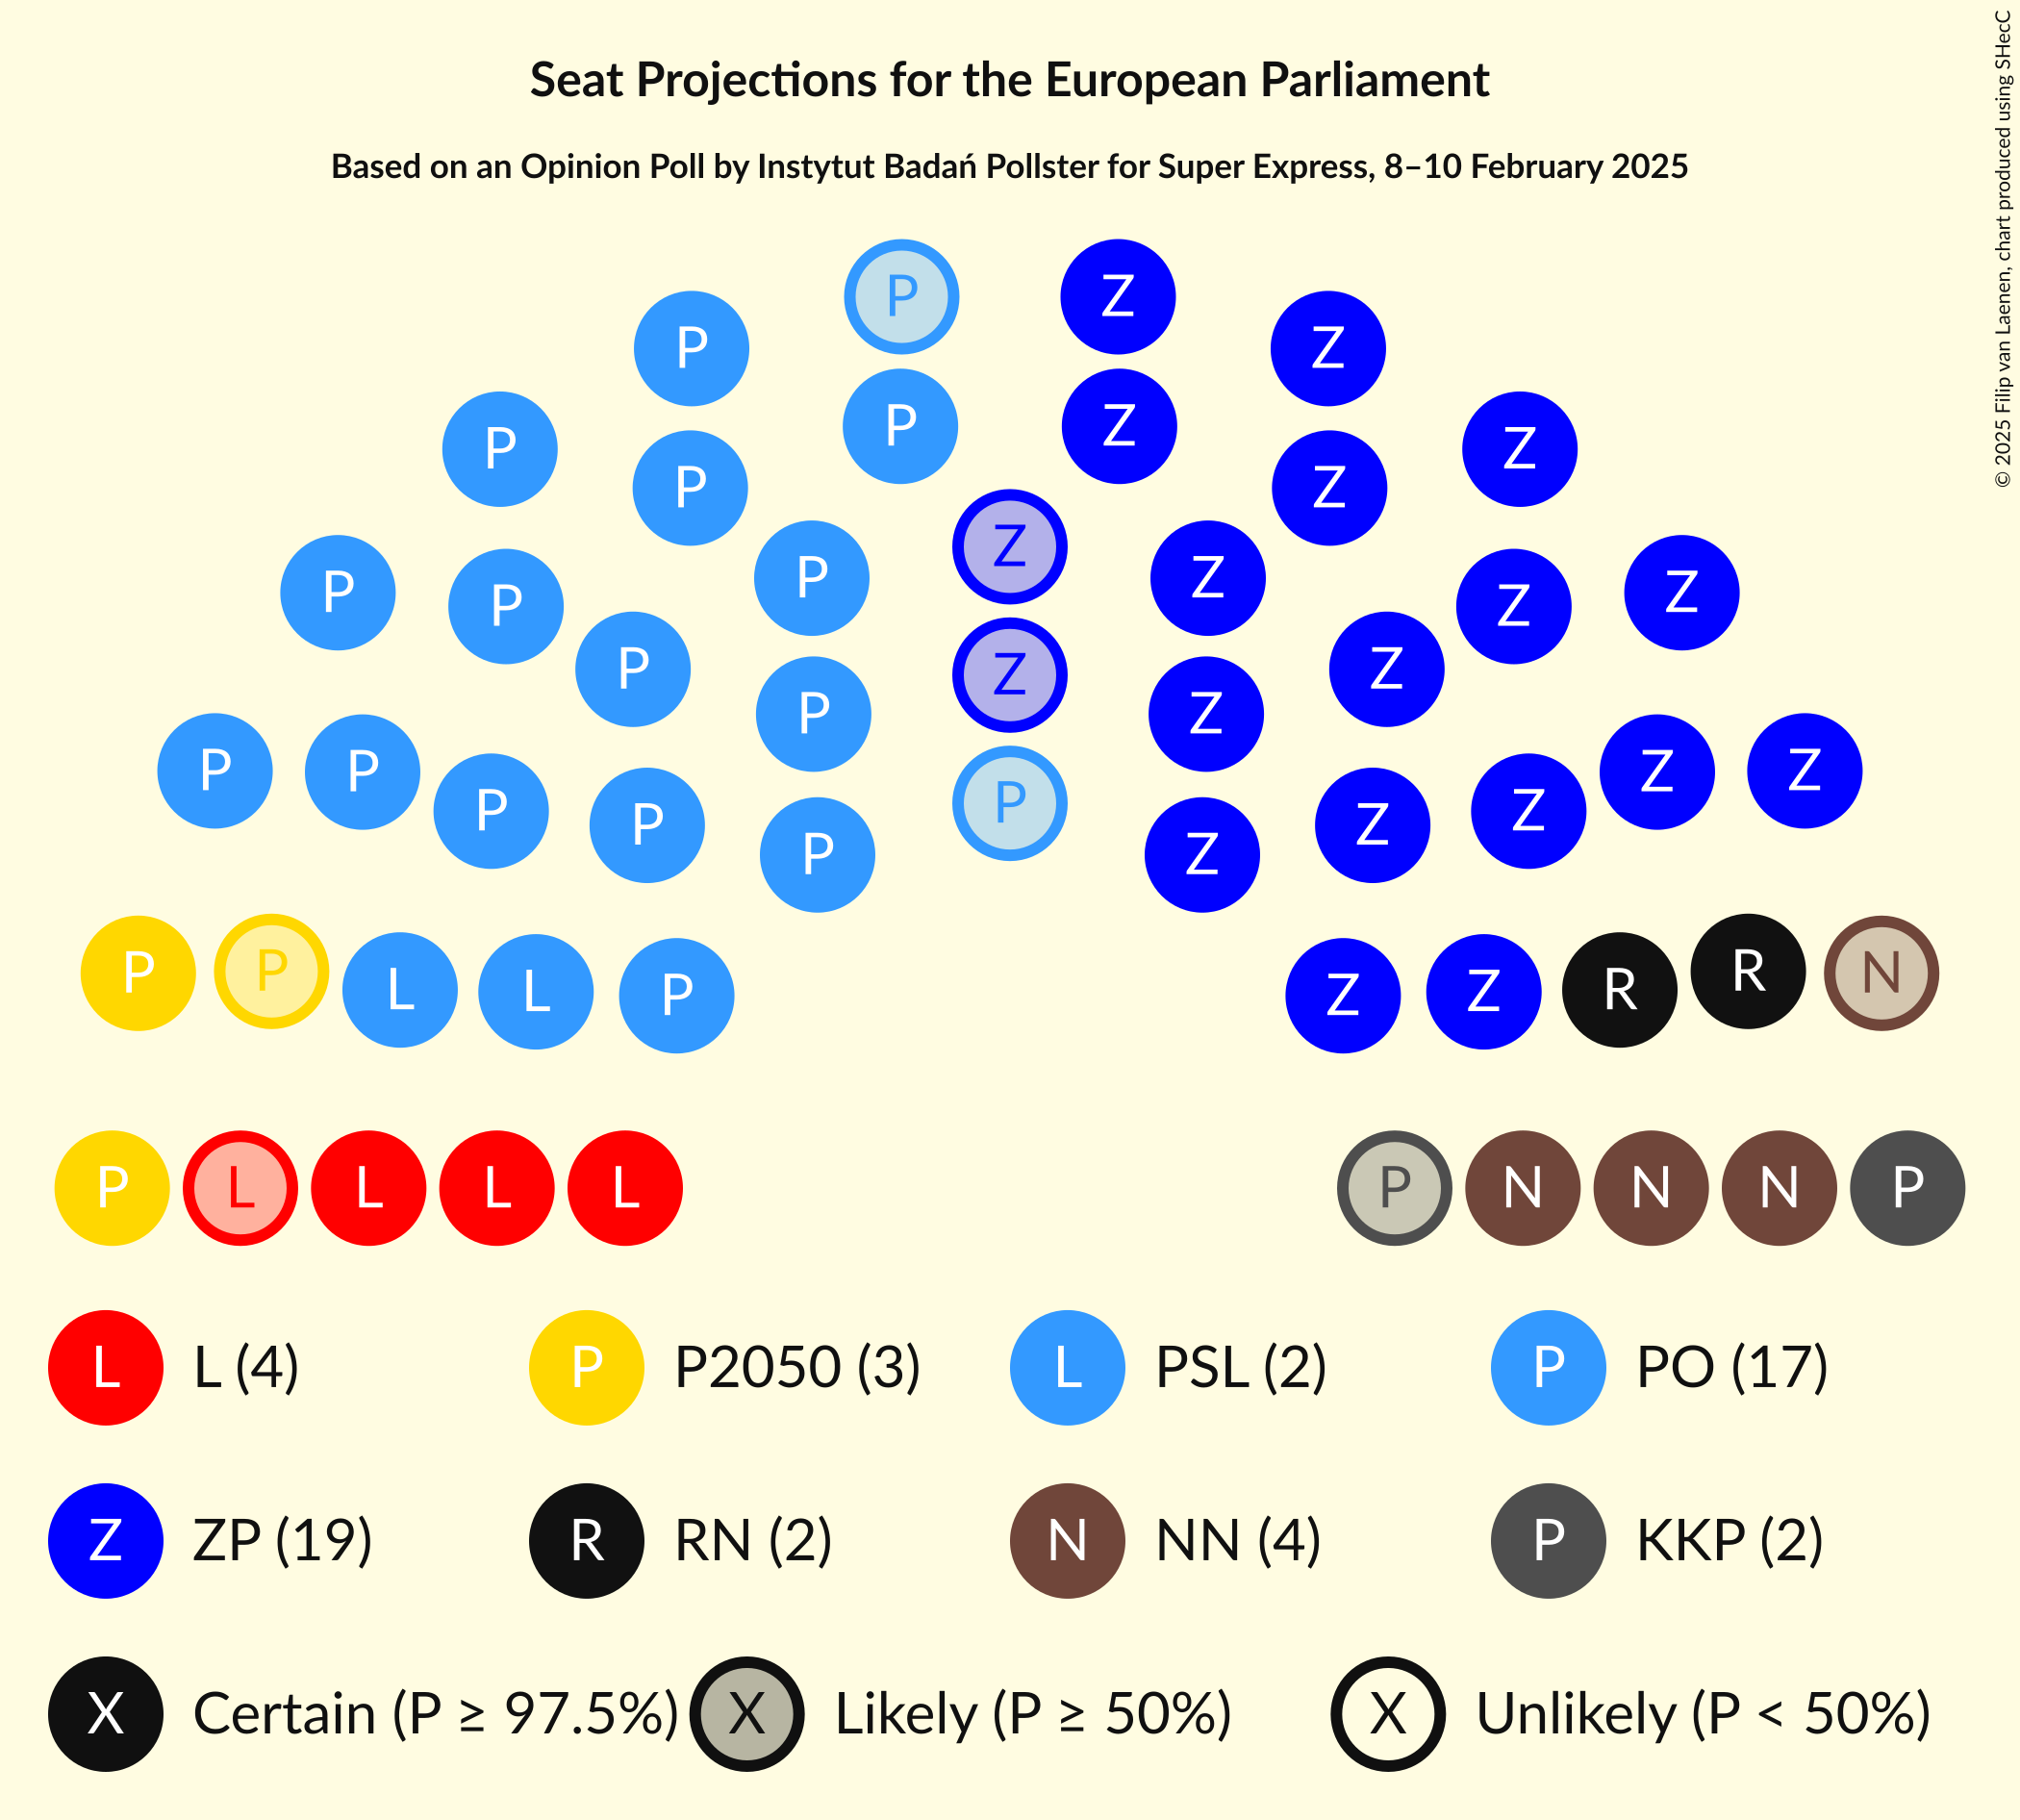 Seat Projections for the European Parliament
Based on an Opinion Poll by Instytut Badań Pollster for Super Express, 8–10 February 2025
© 2025 Filip van Laenen, chart produced using SHecC
P Z
P Z
P Z
P Z
P Z
Z
P Z
P Z
P Z
P Z
Z
P Z
P Z
P P Z Z
P
P Z
P Z
P Z
P P L L P Z Z R R N
P L L L L P N N N P
L L (4) P P2050 (3) L PSL (2) P PO (17)
Z ZP (19) R RN (2) N NN (4) P KKP (2)
X Certain (P ≥ 97.5%) X Likely (P ≥ 50%) X Unlikely (P < 50%)